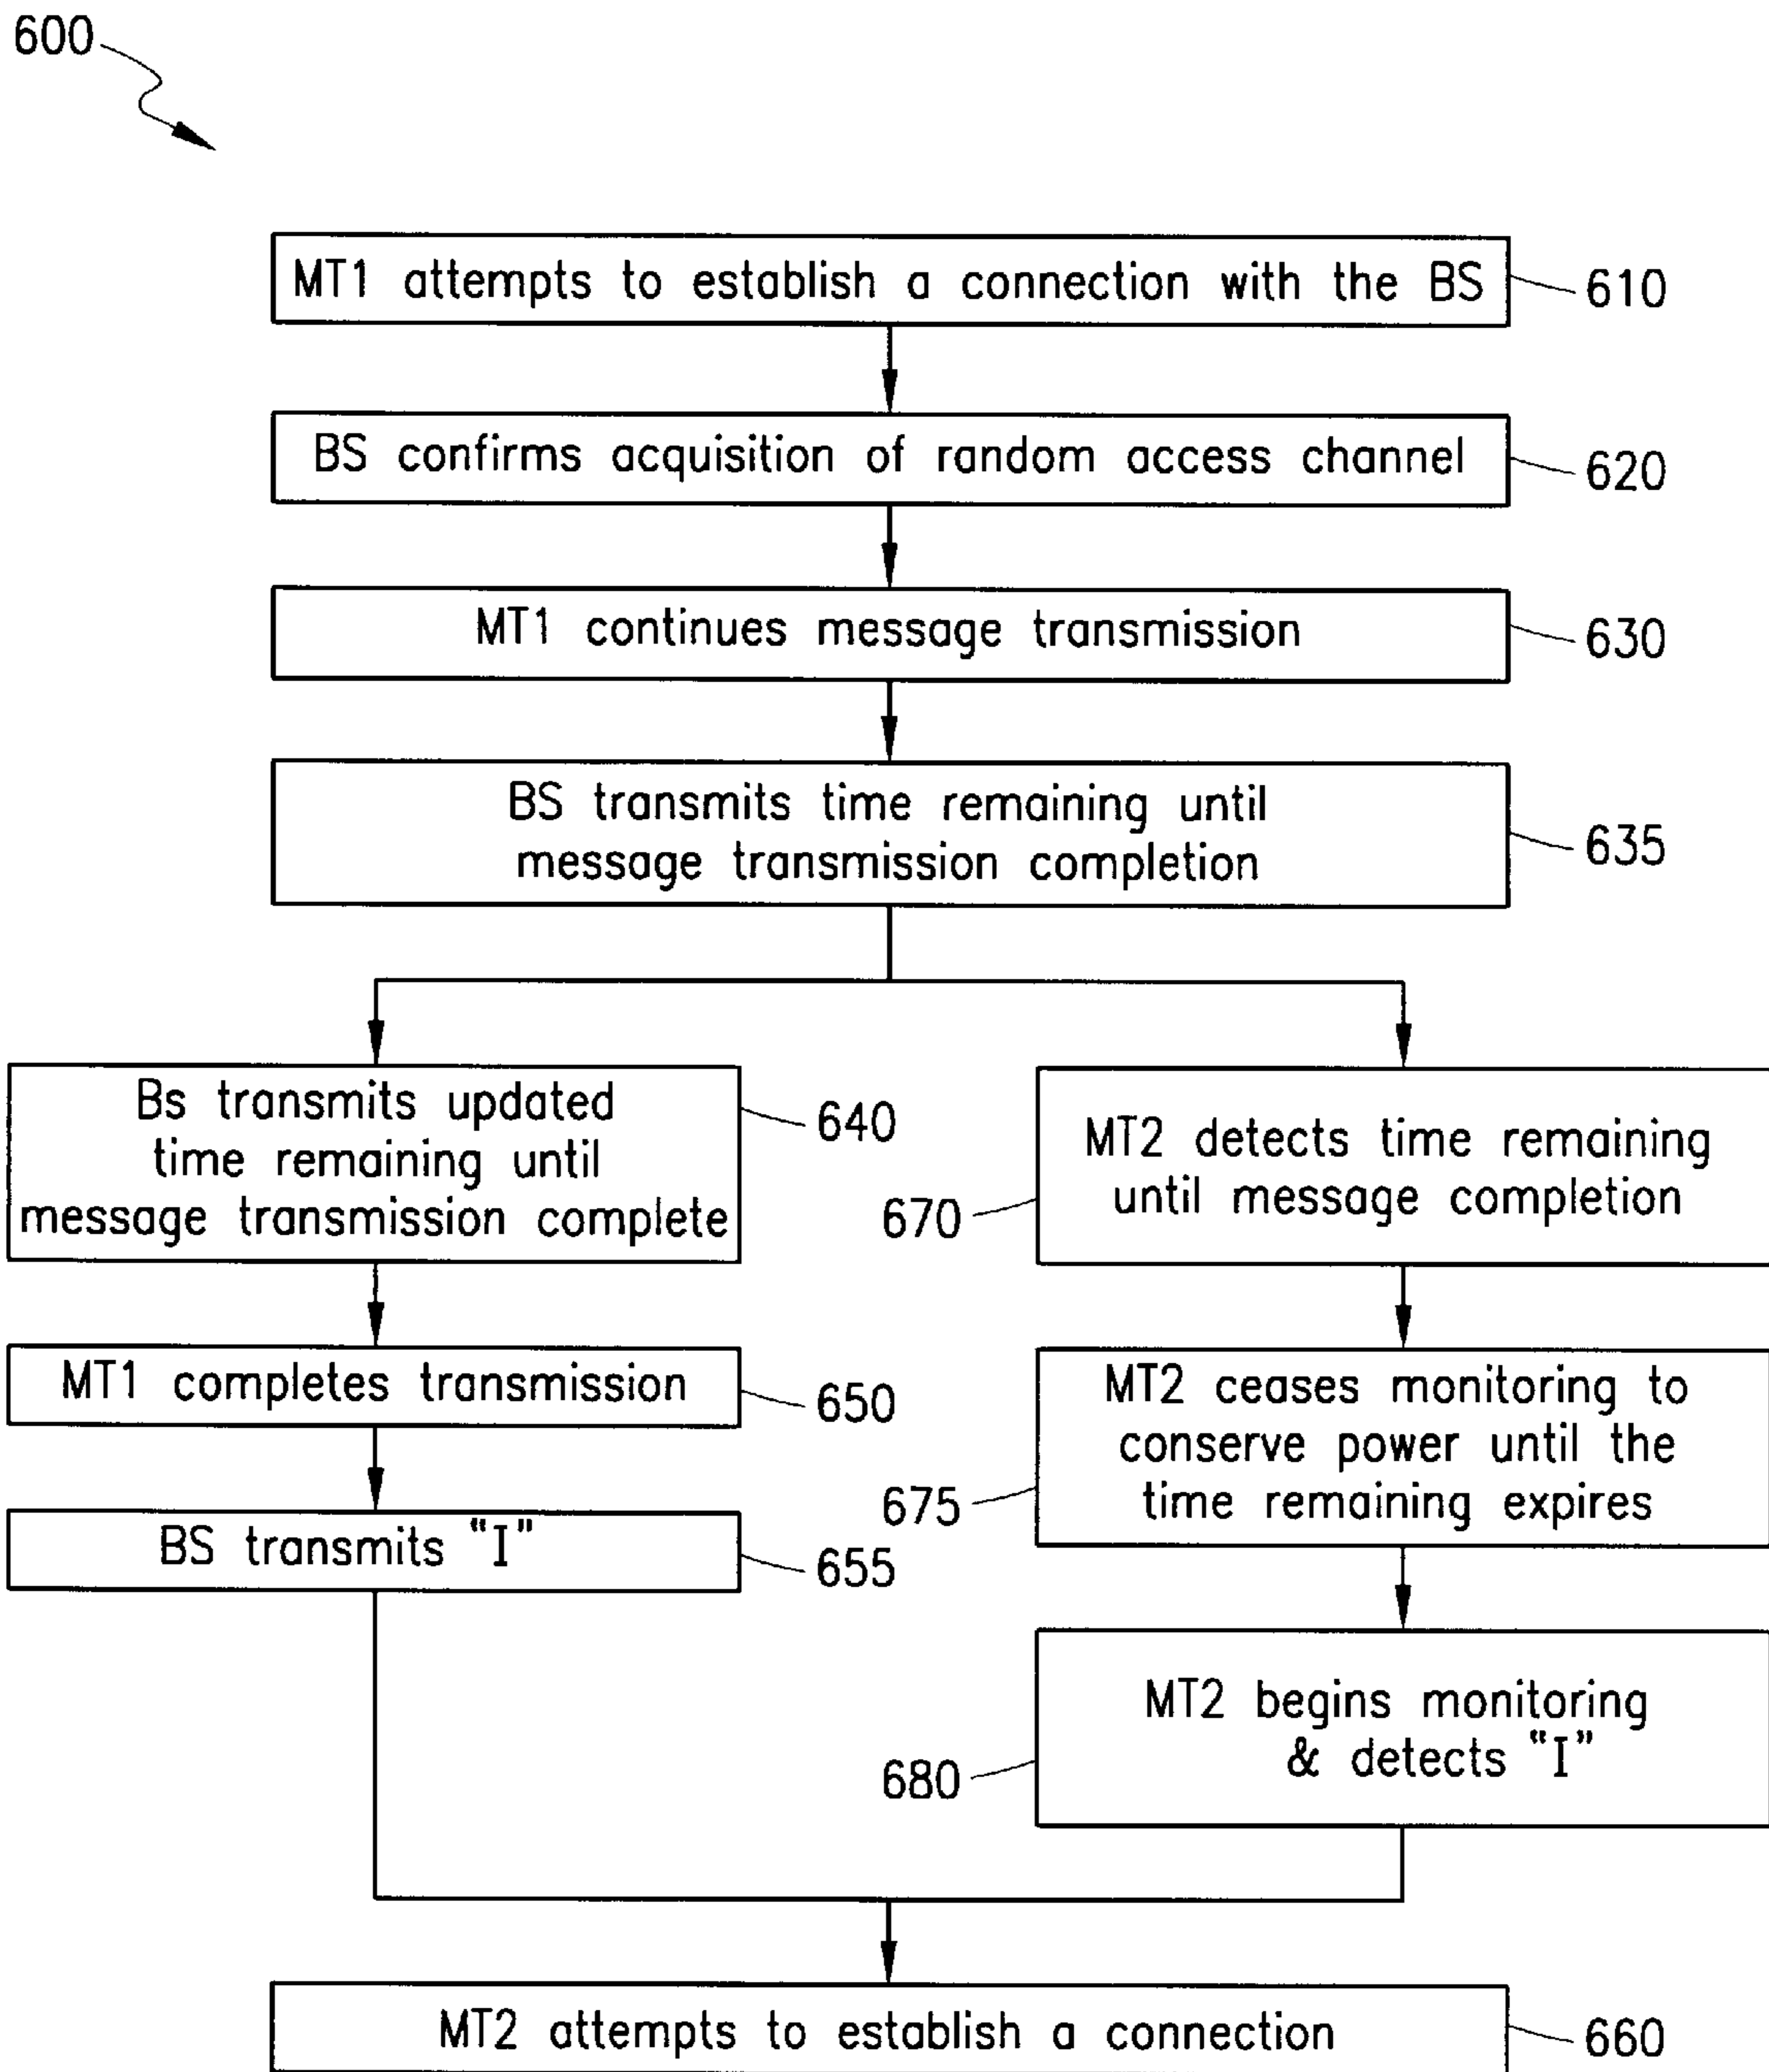 600
MT1 attempts to establish a connection with the BS
610
BS confirms acquisition of random access channel
620
MT1 continues message transmission
630
BS transmits time remaining until
message transmission completion
635
Bs transmits updated
time remaining until
message transmission complete
640
MT1 completes transmission
650
BS transmits "I"
655
MT2 detects time remaining
until message completion
670
MT2 ceases monitoring to
conserve power until the
time remaining expires
675
MT2 begins monitoring
& detects "I"
680
MT2 attempts to establish a connection
660